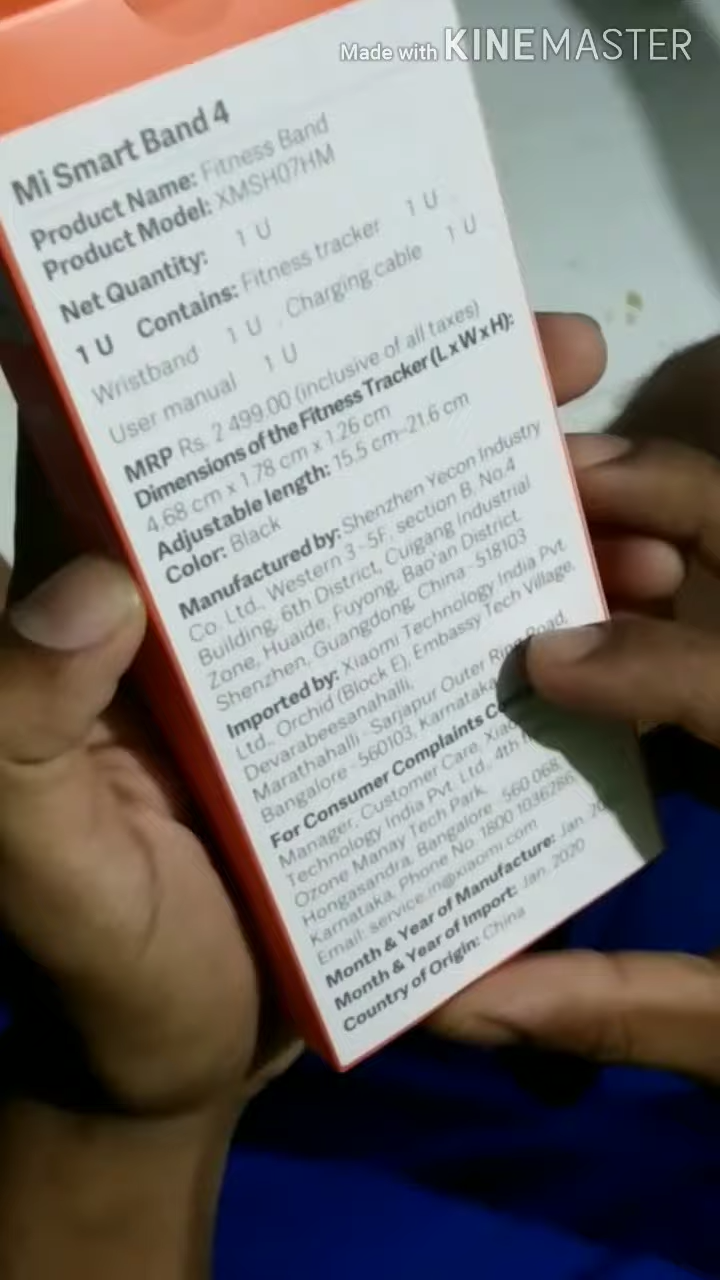 Made with KINEMASTER
Mi Smart Band 4
Product Name: Fitness Band
Product Model: XMSH07HM
Net Quantity: 1 U
1 U Contains: Fitness tracker 1 U
Wristband 1 U Charging cable 1 U
User manual 1 U
MRP Rs. 2 499.00 (inclusive of all taxes)
Dimensions of the Fitness Tracker (L x W x H):
4.68 cm x 1.78 cm x 1.26 cm
Adjustable length: 15.5 cm-21.6 cm
Color: Black
Manufactured by: Shenzhen Yecon Industry
Co. Ltd., Western 3 - 5F, section B, No.4
Building, 6th District, Cuigang Industrial
Zone, Huaide, Fuyong, Bao'an District,
Shenzhen, Guangdong, China - 518103
Imported by: Xiaomi Technology India Pvt.
Ltd., Orchid (Block E), Embassy Tech Village,
Devarabeesanahalli,
Marathahalli - Sarjapur Outer Ring Road,
Bangalore - 560103, Karnataka
For Consumer Complaints
Manager, Customer Care,
Technology India Pvt. Ltd., 4th
Ozone Manay Tech Park,
Hongasandra, Bangalore - 560 068,
Karnataka, Phone No. 1800 1036286,
Email: service.in@xiaomi.com
Month & Year of Manufacture: Jan.
Month & Year of Import: Jan. 2020
Country of Origin: China